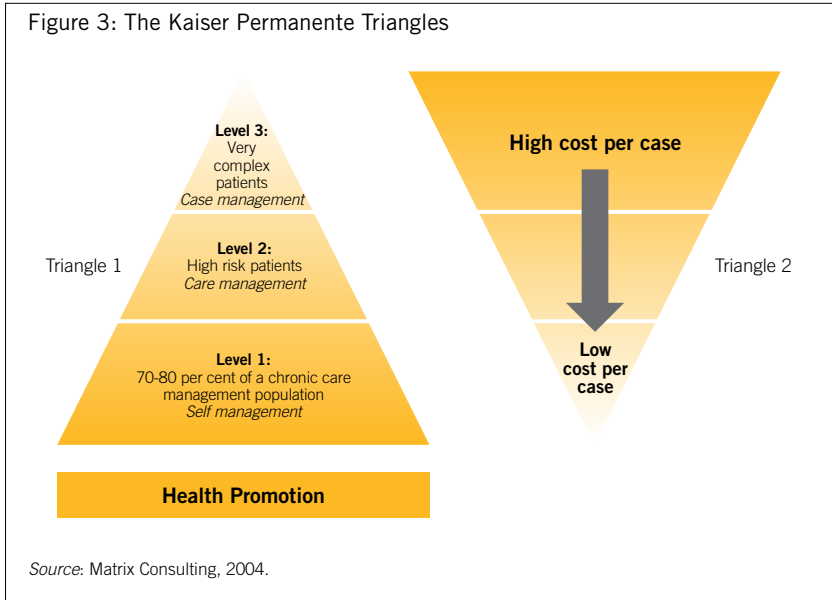 Figure 3: The Kaiser Permanente Triangles
Level 3:
Very
complex
patients
Case management
Triangle 1
Level 2:
High risk patients
Care management
Level 1:
70-80 per cent of a chronic care
management population
Self management
Health Promotion
High cost per case
Triangle 2
Low
cost per
case
Source: Matrix Consulting, 2004.